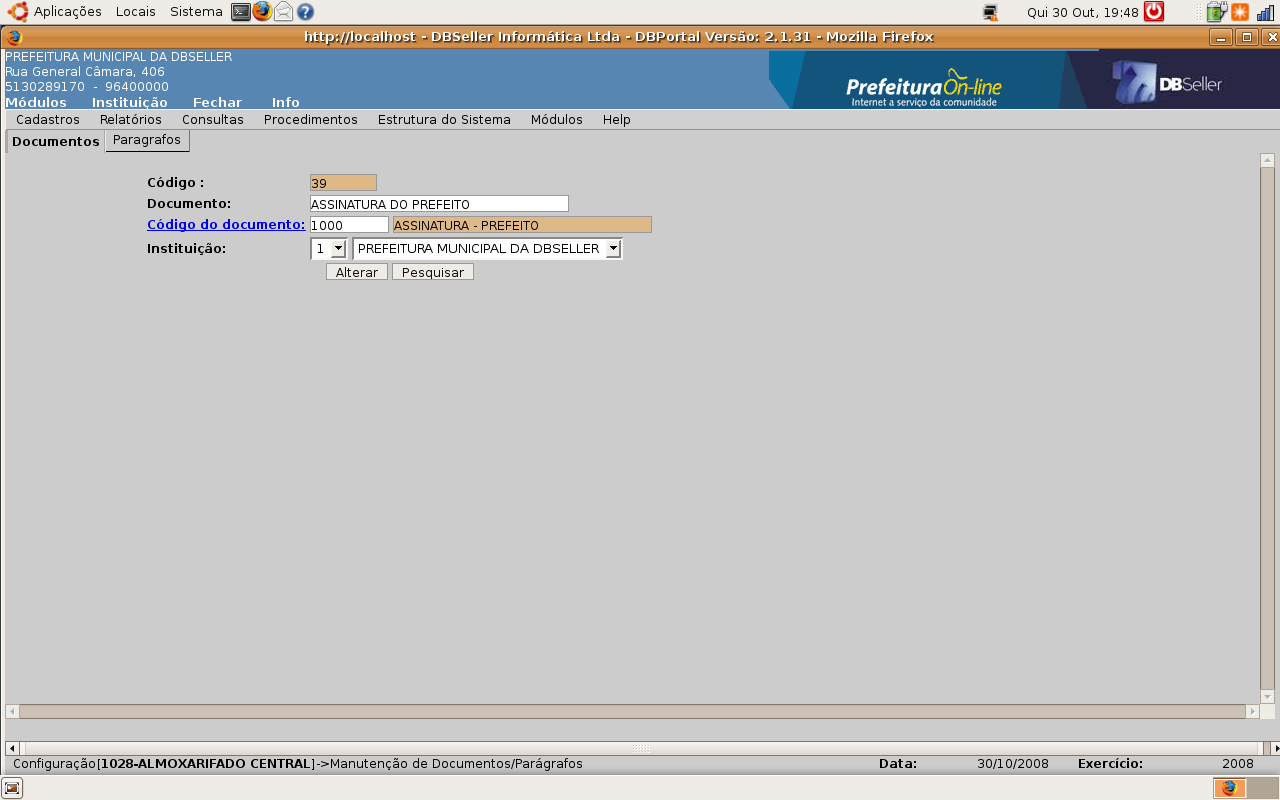 Aplicações Locais Sistema Qui 30 Out, 19:48
http://localhost - DBSeller Informática Ltda - DBPortal Versão: 2.1.31 - Mozilla Firefox
PREFEITURA MUNICIPAL DA DBSELLER
Rua General Câmara, 406
5130289170 - 96400000
Módulos Instituição Fechar Info
PrefeituraOn-line
Internet a serviço da comunidade
DBSeller
Cadastros Relatórios Consultas Procedimentos Estrutura do Sistema Módulos Help
Documentos Paragrafos
Código : 39
Documento: ASSINATURA DO PREFEITO
Código do documento: 1000 ASSINATURA - PREFEITO
Instituição: 1 PREFEITURA MUNICIPAL DA DBSELLER
Alterar Pesquisar
Configuração[1028-ALMOXARIFADO CENTRAL]->Manutenção de Documentos/Parágrafos Data: 30/10/2008 Exercício: 2008